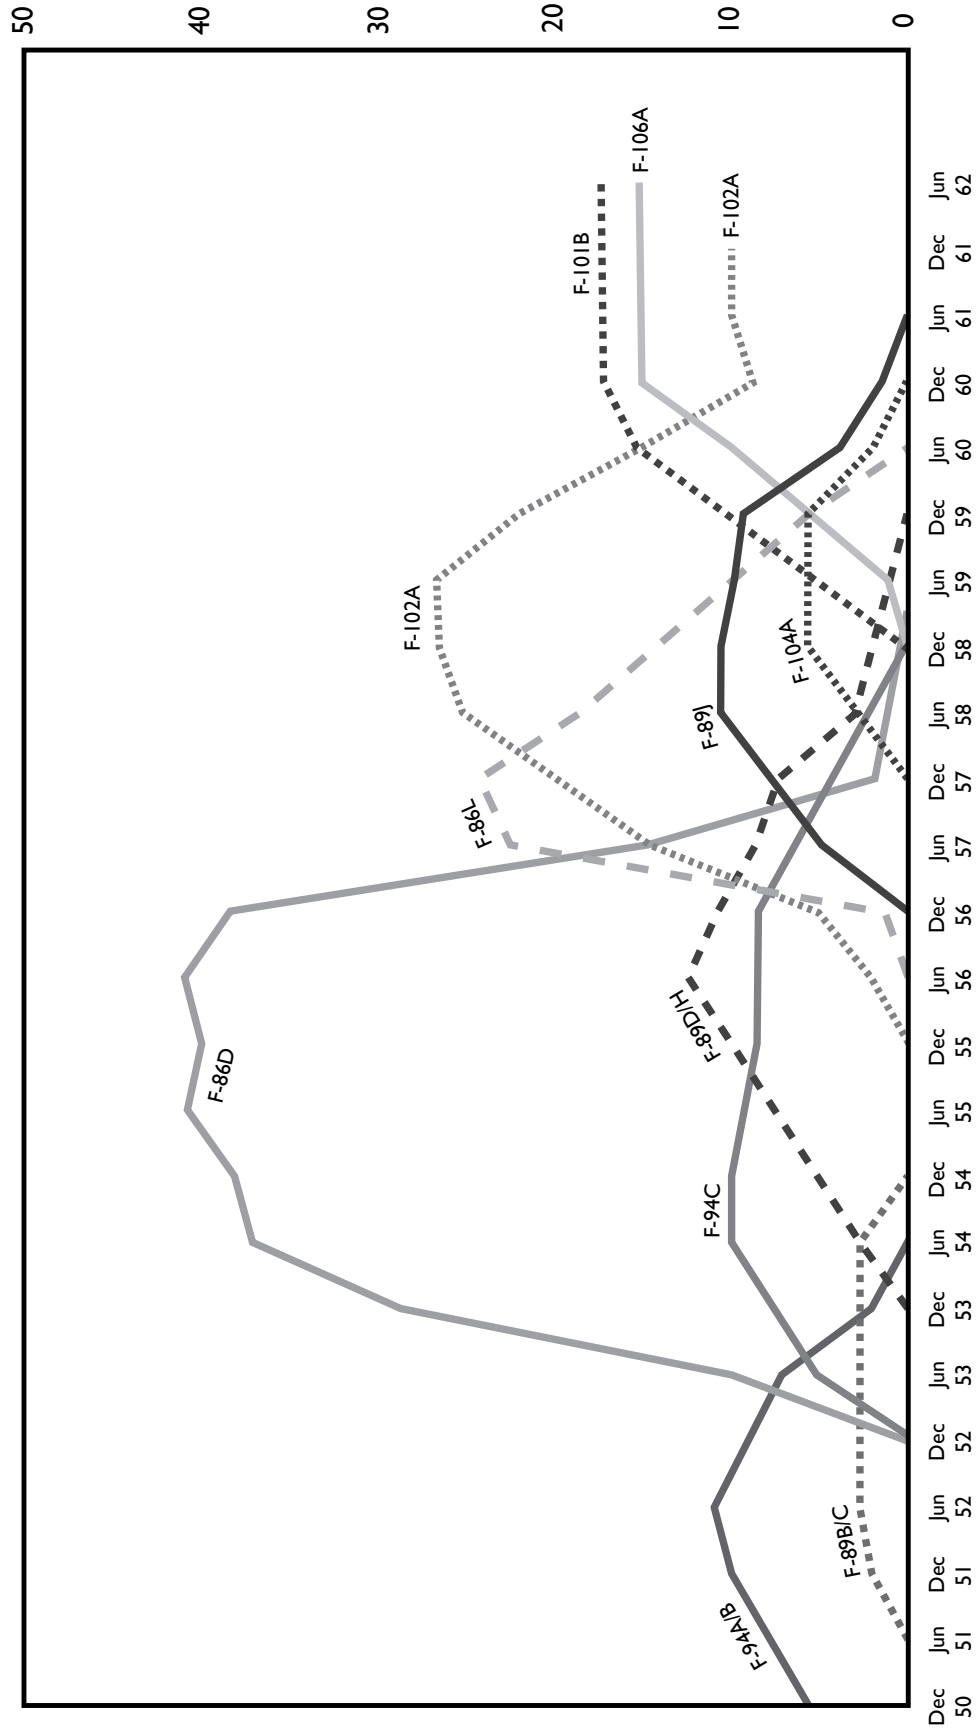 50
40
30
20
10
0
F-106A
F-102A
F-101B
F-102A
F-104A
F-89J
F-86L
F-89D/H
F-86D
F-94C
F-89B/C
F-94A/B
Dec
50
Jun
51
Dec
51
Jun
52
Dec
52
Jun
53
Dec
53
Jun
54
Dec
54
Jun
55
Dec
55
Jun
56
Dec
56
Jun
57
Dec
57
Jun
58
Dec
58
Jun
59
Dec
59
Jun
60
Dec
60
Jun
61
Dec
61
Jun
62